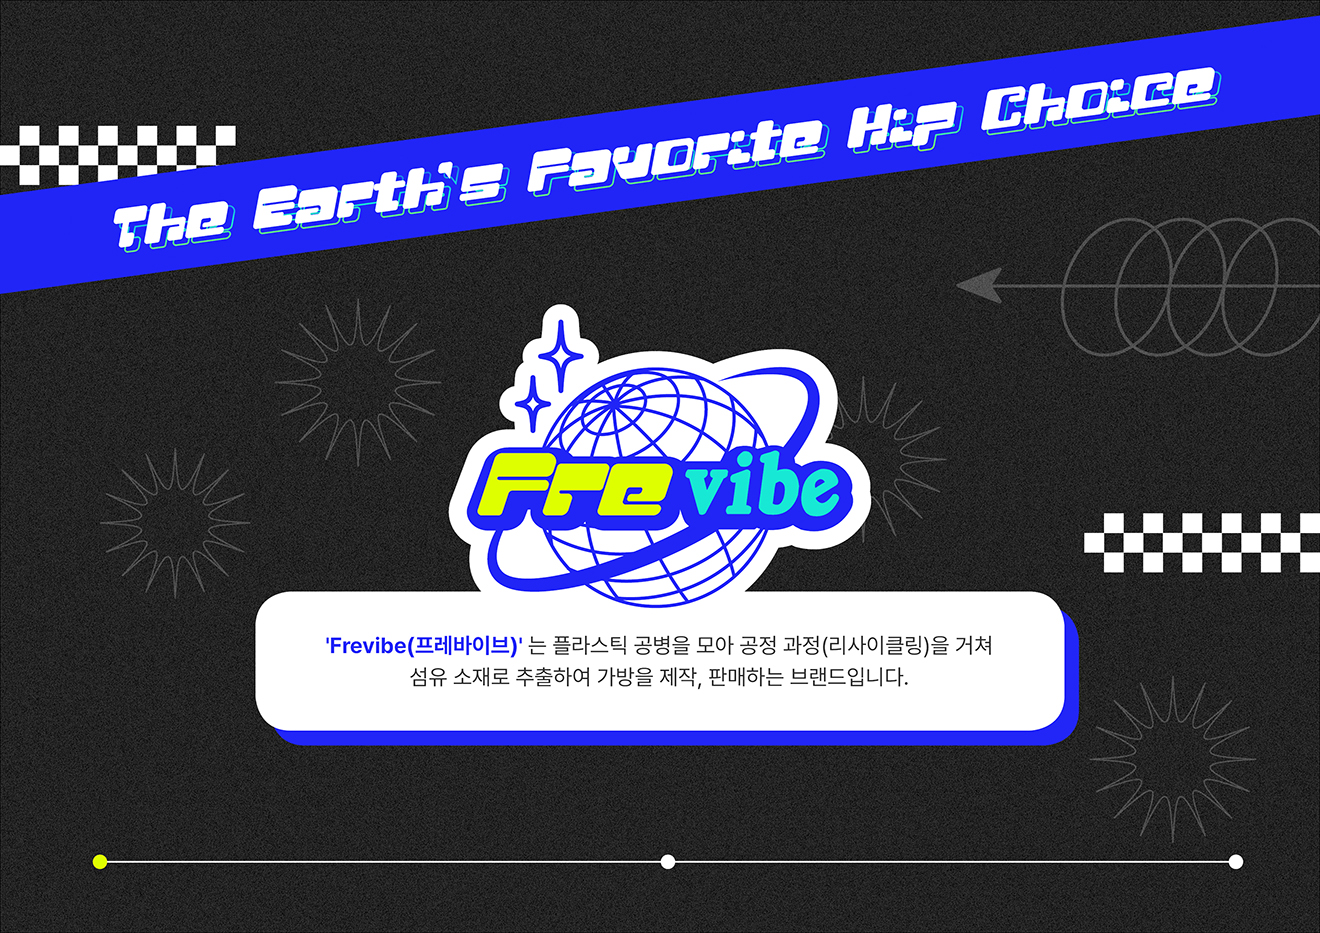 The Earth's Favorite Hip Choice
Frevibe
'Frevibe(프레바이브)' 는 플라스틱 공병을 모아 공정 과정(리사이클링)을 거쳐
섬유 소재로 추출하여 가방을 제작, 판매하는 브랜드입니다.